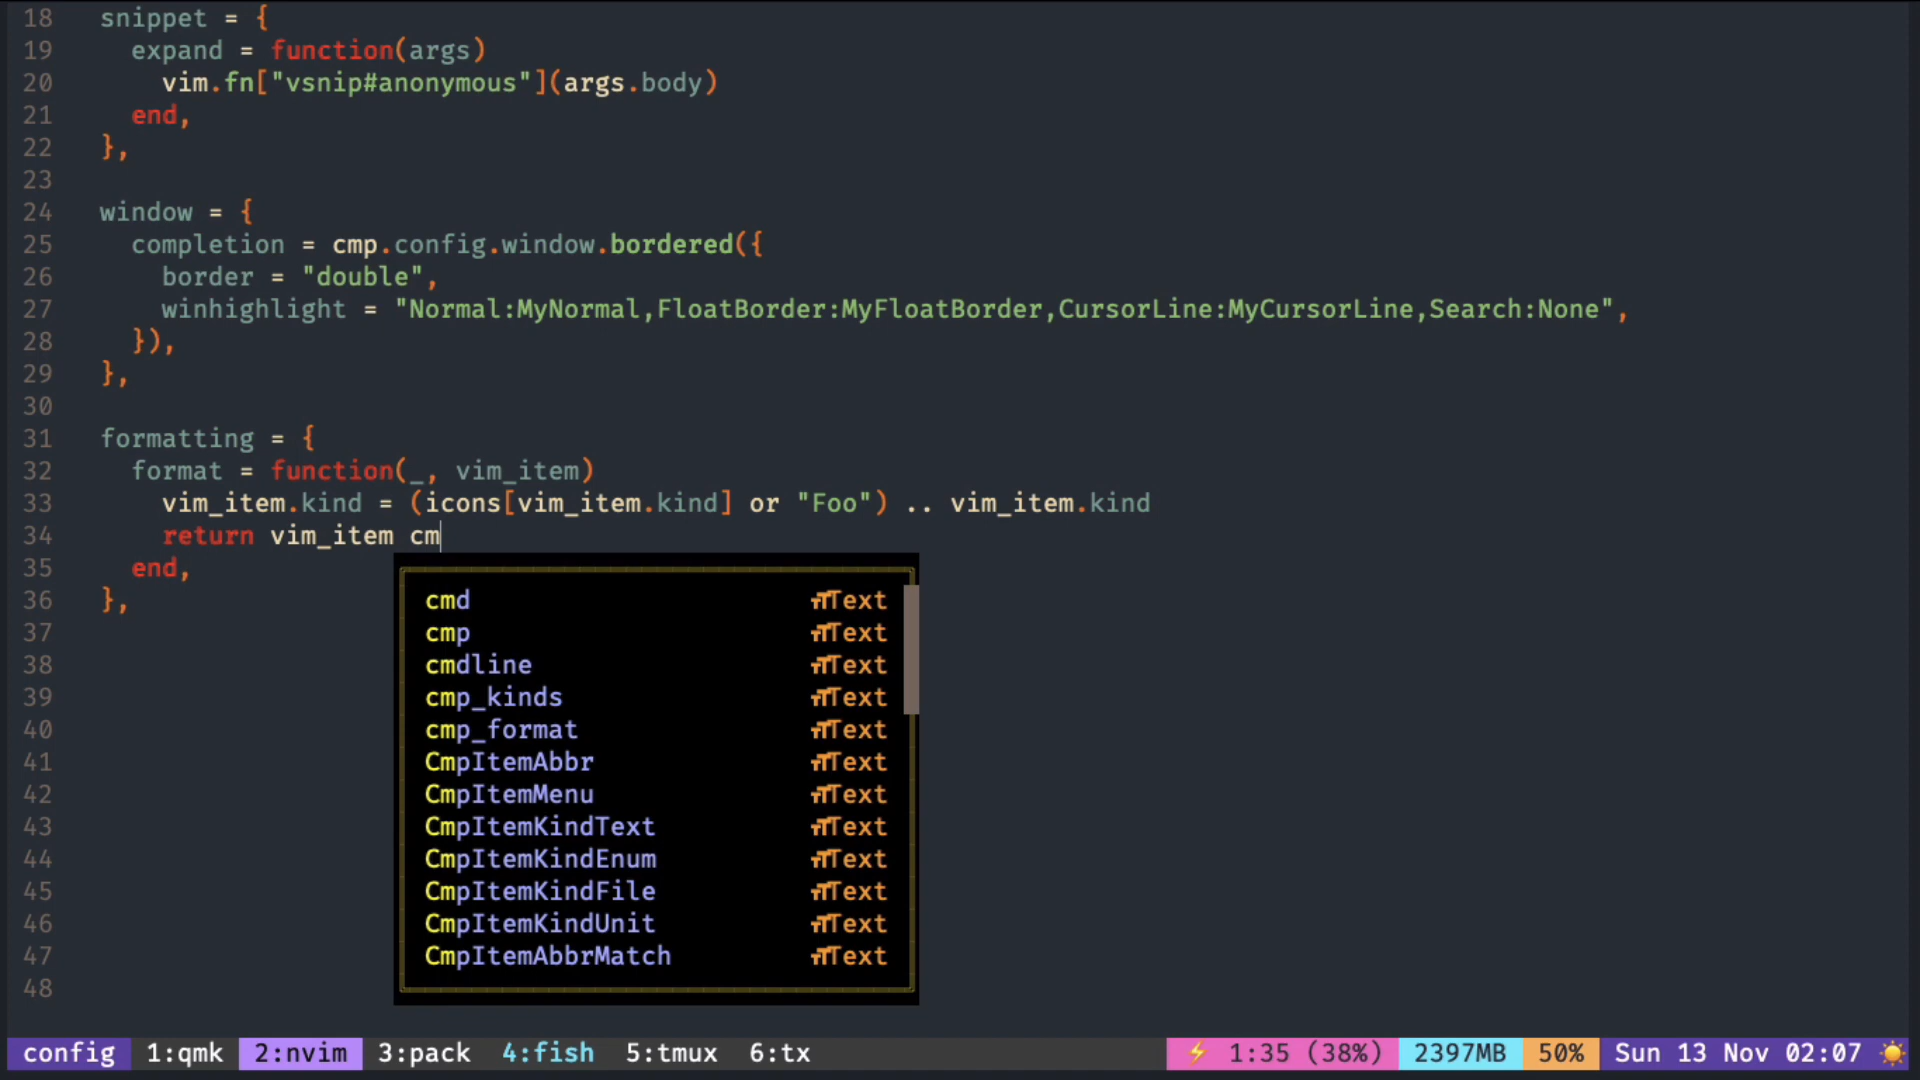 18 snippet = {
19 expand = function(args)
20 vim.fn["vsnip#anonymous"](args.body)
21 end,
22 },
23
24 window = {
25 completion = cmp.config.window.bordered({
26 border = "double",
27 winhighlight = "Normal:MyNormal,FloatBorder:MyFloatBorder,CursorLine:MyCursorLine,Search:None",
28 }),
29 },
30
31 formatting = {
32 format = function(_, vim_item)
33 vim_item.kind = (icons[vim_item.kind] or "Foo") .. vim_item.kind
34 return vim_item cm
35 end,
36 },
37
38
39
40
41
42
43
44
45
46
47
48
cmd Text
cmp Text
cmdline Text
cmp_kinds Text
cmp_format Text
CmpItemAbbr Text
CmpItemMenu Text
CmpItemKindText Text
CmpItemKindEnum Text
CmpItemKindFile Text
CmpItemKindUnit Text
CmpItemAbbrMatch Text
config 1:qmk 2:nvim 3:pack 4:fish 5:tmux 6:tx ⚡ 1:35 (38%) 2397MB 50% Sun 13 Nov 02:07 ☀️